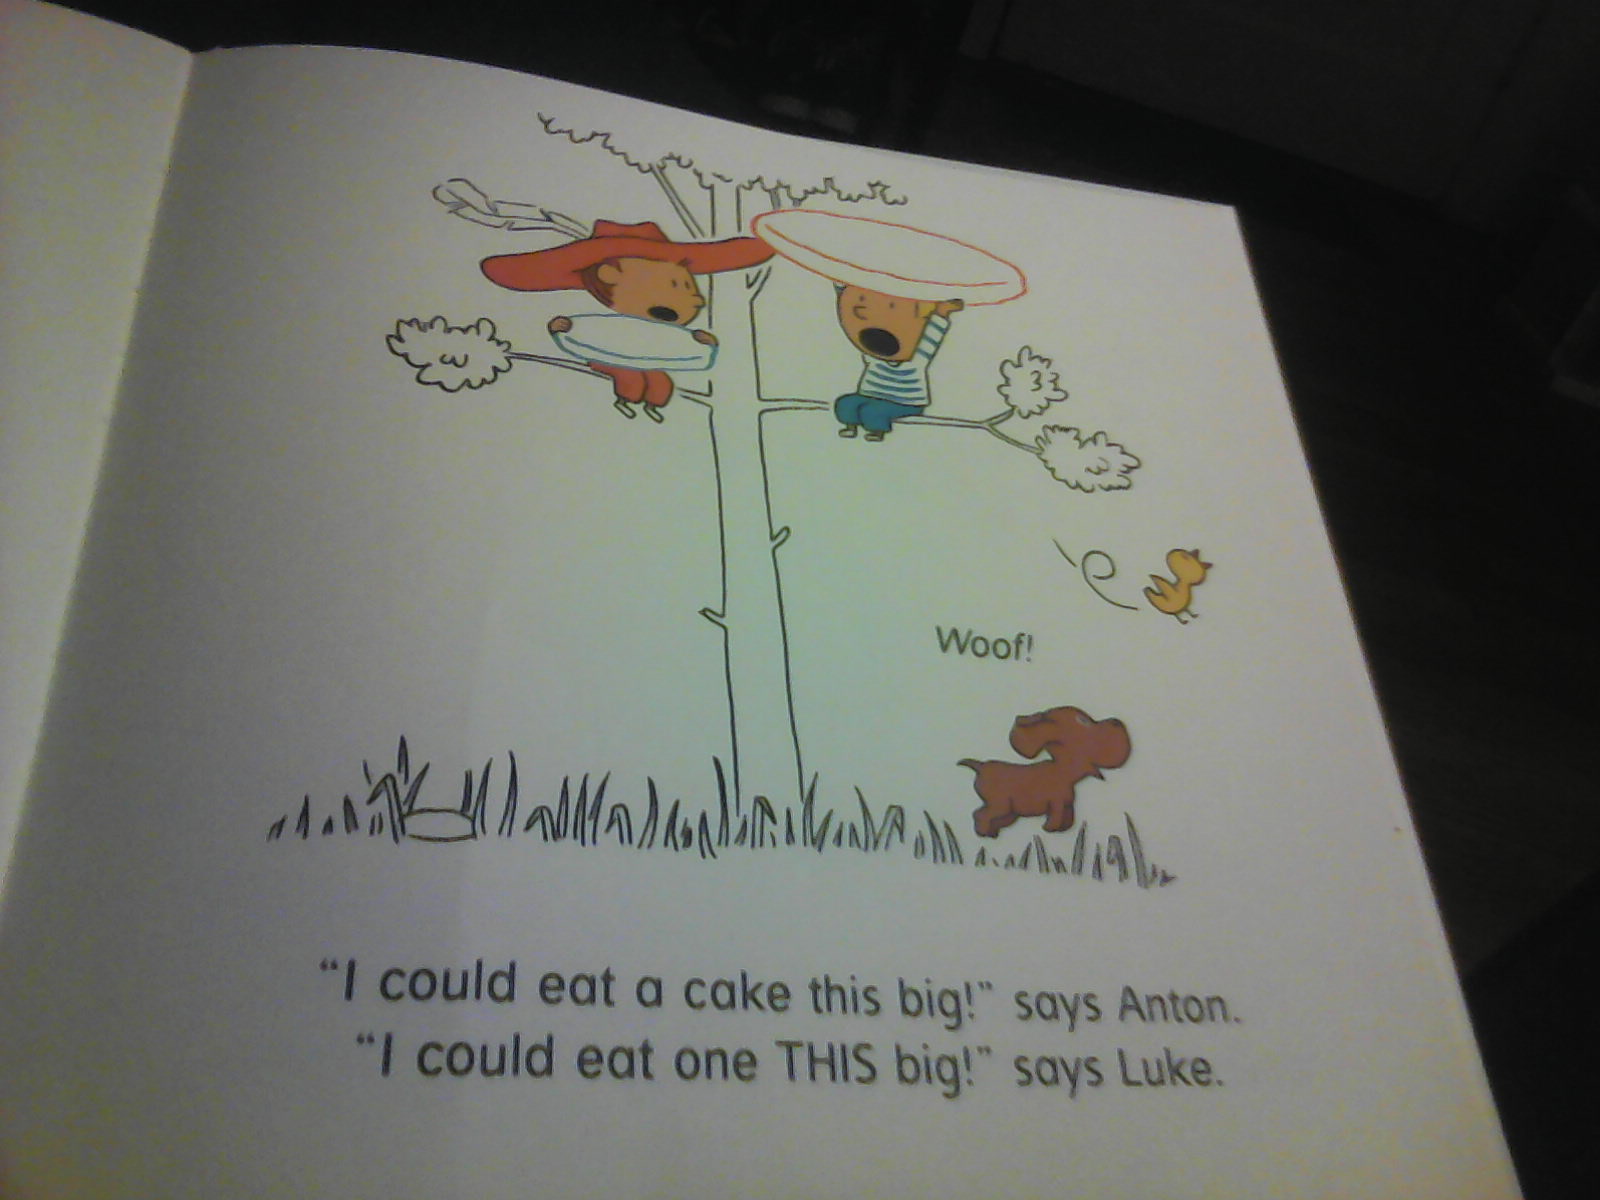 Woof!
“I could eat a cake this big!” says Anton.
“I could eat one THIS big!” says Luke.